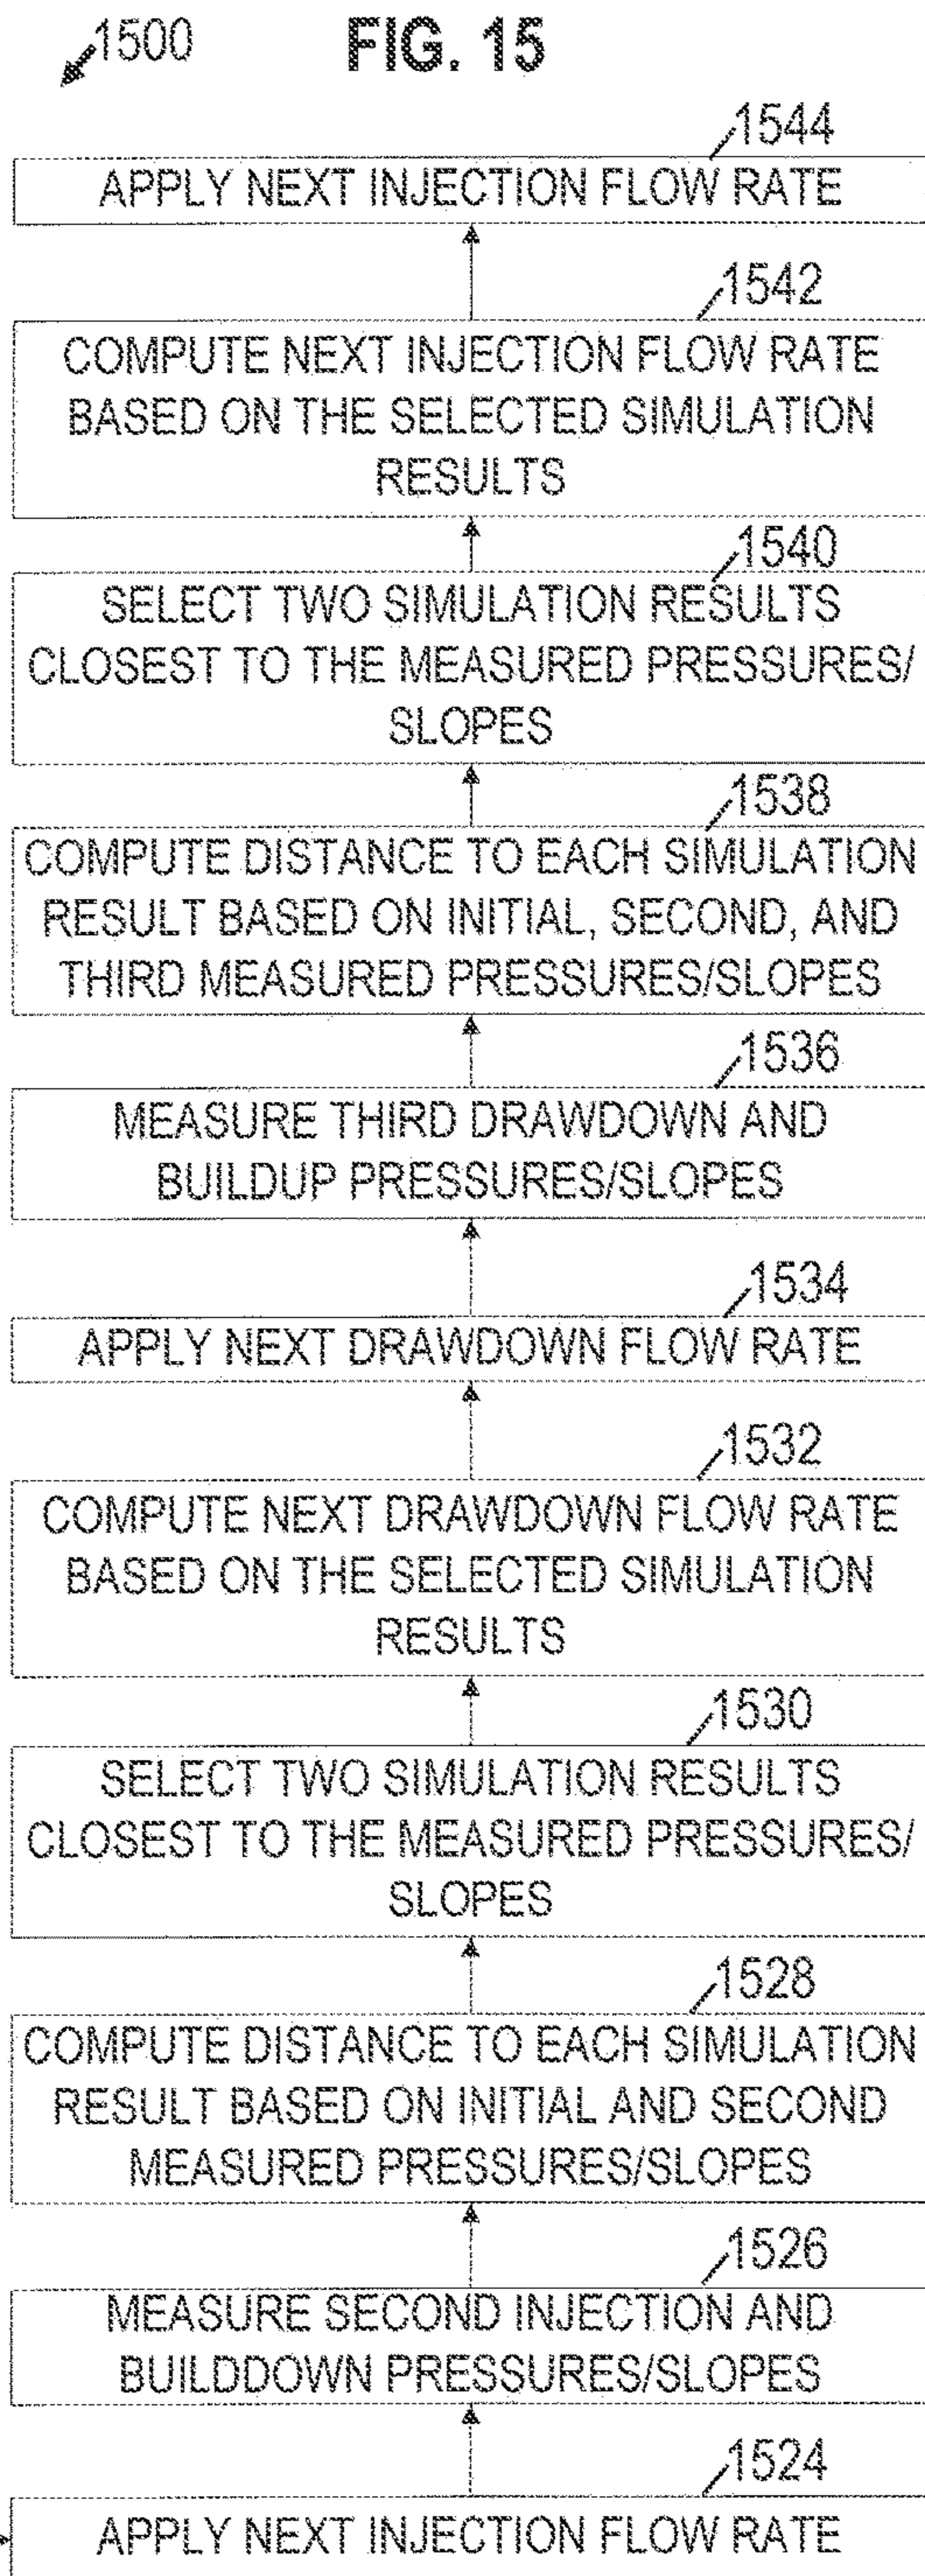 1500
FIG. 15
1544
APPLY NEXT INJECTION FLOW RATE
1542
COMPUTE NEXT INJECTION FLOW RATE
BASED ON THE SELECTED SIMULATION
RESULTS
1540
SELECT TWO SIMULATION RESULTS
CLOSEST TO THE MEASURED PRESSURES/
SLOPES
1538
COMPUTE DISTANCE TO EACH SIMULATION
RESULT BASED ON INITIAL, SECOND, AND
THIRD MEASURED PRESSURES/SLOPES
1536
MEASURE THIRD DRAWDOWN AND
BUILDUP PRESSURES/SLOPES
1534
APPLY NEXT DRAWDOWN FLOW RATE
1532
COMPUTE NEXT DRAWDOWN FLOW RATE
BASED ON THE SELECTED SIMULATION
RESULTS
1530
SELECT TWO SIMULATION RESULTS
CLOSEST TO THE MEASURED PRESSURES/
SLOPES
1528
COMPUTE DISTANCE TO EACH SIMULATION
RESULT BASED ON INITIAL AND SECOND
MEASURED PRESSURES/SLOPES
1526
MEASURE SECOND INJECTION AND
BUILDDOWN PRESSURES/SLOPES
1524
APPLY NEXT INJECTION FLOW RATE